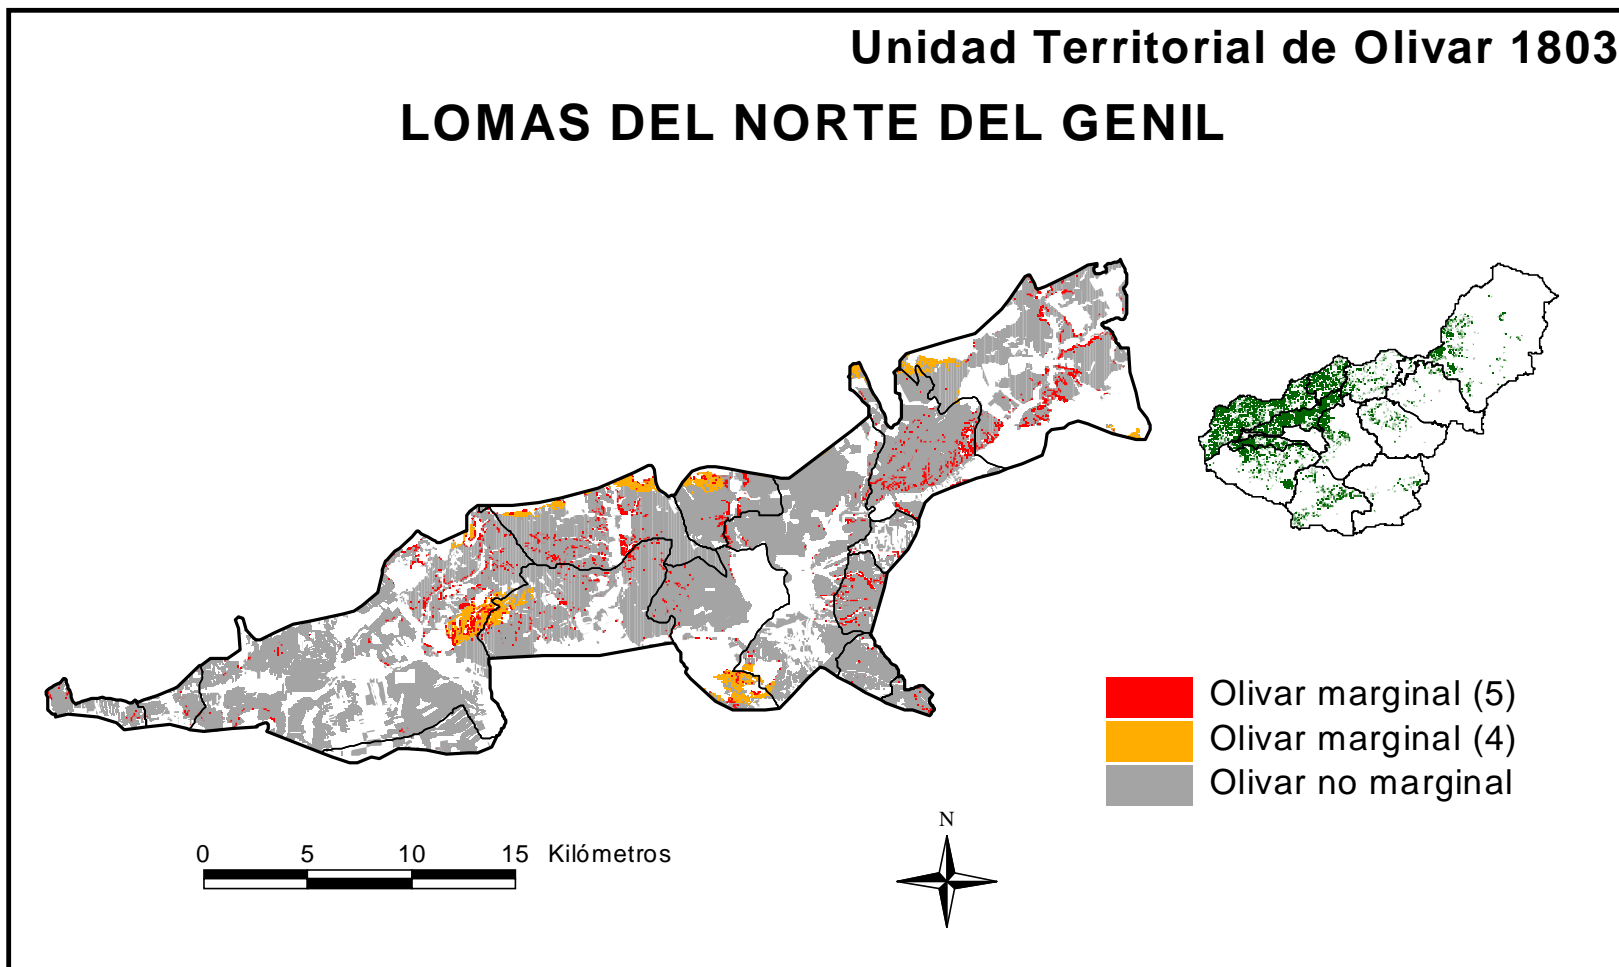 Unidad Territorial de Olivar 1803
LOMAS DEL NORTE DEL GENIL
Olivar marginal (5)
Olivar marginal (4)
Olivar no marginal
N
0 5 10 15 Kilómetros